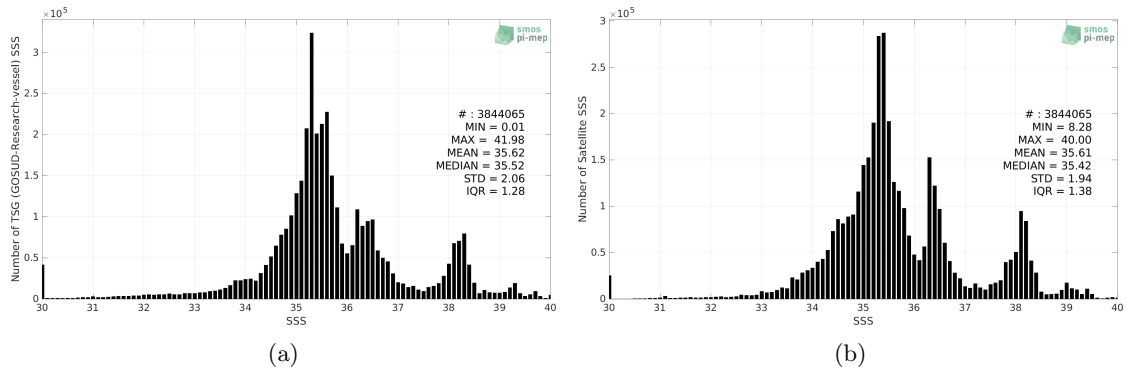 ×10⁵
smos
pi-mep
Number of TSG (GOSUD-Research-vessel) SSS
3
2.5
2
1.5
1
0.5
0
# : 3844065
MIN = 0.01
MAX = 41.98
MEAN = 35.62
MEDIAN = 35.52
STD = 2.06
IQR = 1.28
30 31 32 33 34 35 36 37 38 39 40
SSS
(a)
×10⁵
smos
pi-mep
Number of Satellite SSS
3
2.5
2
1.5
1
0.5
0
# : 3844065
MIN = 8.28
MAX = 40.00
MEAN = 35.61
MEDIAN = 35.42
STD = 1.94
IQR = 1.38
30 31 32 33 34 35 36 37 38 39 40
SSS
(b)